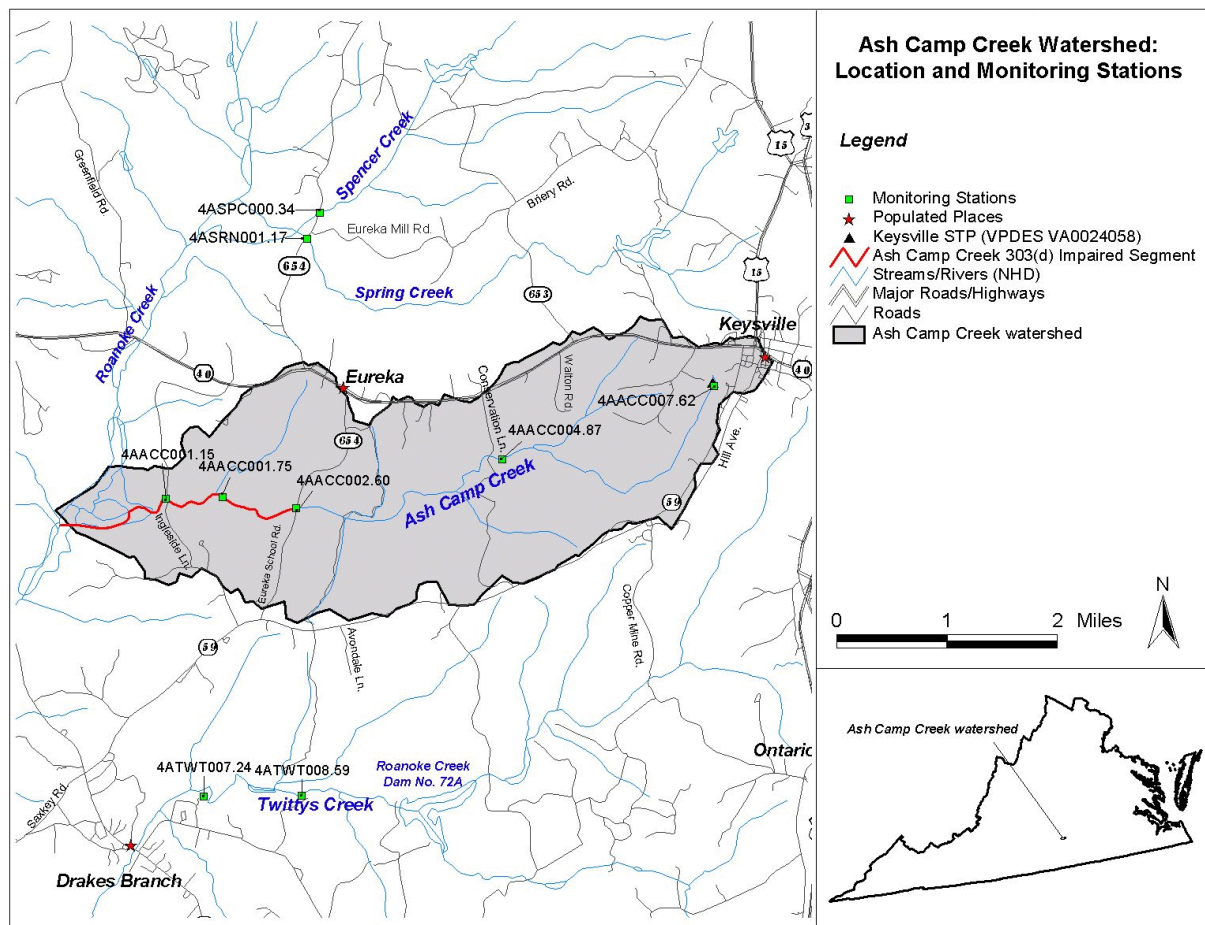 Ash Camp Creek Watershed:
Location and Monitoring Stations
Legend
Monitoring Stations
Populated Places
Keysville STP (VPDES VA0024058)
Ash Camp Creek 303(d) Impaired Segment
Streams/Rivers (NHD)
Major Roads/Highways
Roads
Ash Camp Creek watershed
0 1 2 Miles
N
Ash Camp Creek watershed
15
Greenfield Rd.
Spencer Creek
Briery Rd.
4ASPC000.34
4ASRN001.17
Eureka Mill Rd.
654
15
Spring Creek
653
Roanoke Creek
Keysville
40
Eureka
Conservation Ln.
Walton Rd.
40
4AACC007.62
654
4AACC004.87
Hill Ave.
4AACC001.15
4AACC001.75
4AACC002.60
Ash Camp Creek
59
Ingleside Ln.
Eureka School Rd.
Copper Mine Rd.
59
Avondale Ln.
Ontario
Roanoke Creek
Dam No. 72A
4ATWT007.24
4ATWT008.59
Twittys Creek
Saxkey Rd.
Drakes Branch